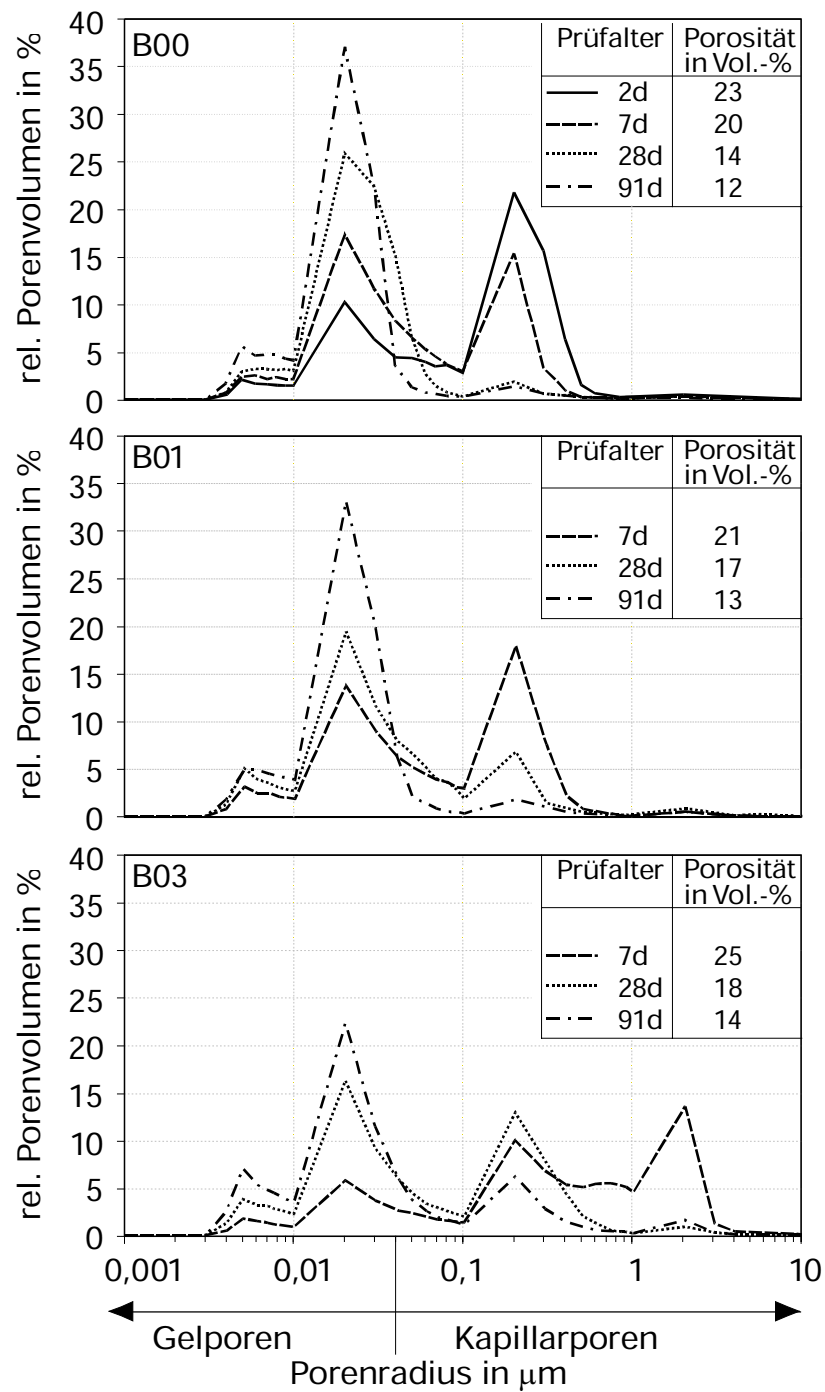 rel. Porenvolumen in %
40
35
30
25
20
15
10
5
0
B00
Prüfalter Porosität
in Vol.-%
2d 23
7d 20
28d 14
91d 12
rel. Porenvolumen in %
40
35
30
25
20
15
10
5
0
B01
Prüfalter Porosität
in Vol.-%
7d 21
28d 17
91d 13
rel. Porenvolumen in %
40
35
30
25
20
15
10
5
0
B03
Prüfalter Porosität
in Vol.-%
7d 25
28d 18
91d 14
0,001 0,01 0,1 1 10
Gelporen Kapillarporen
Porenradius in μm